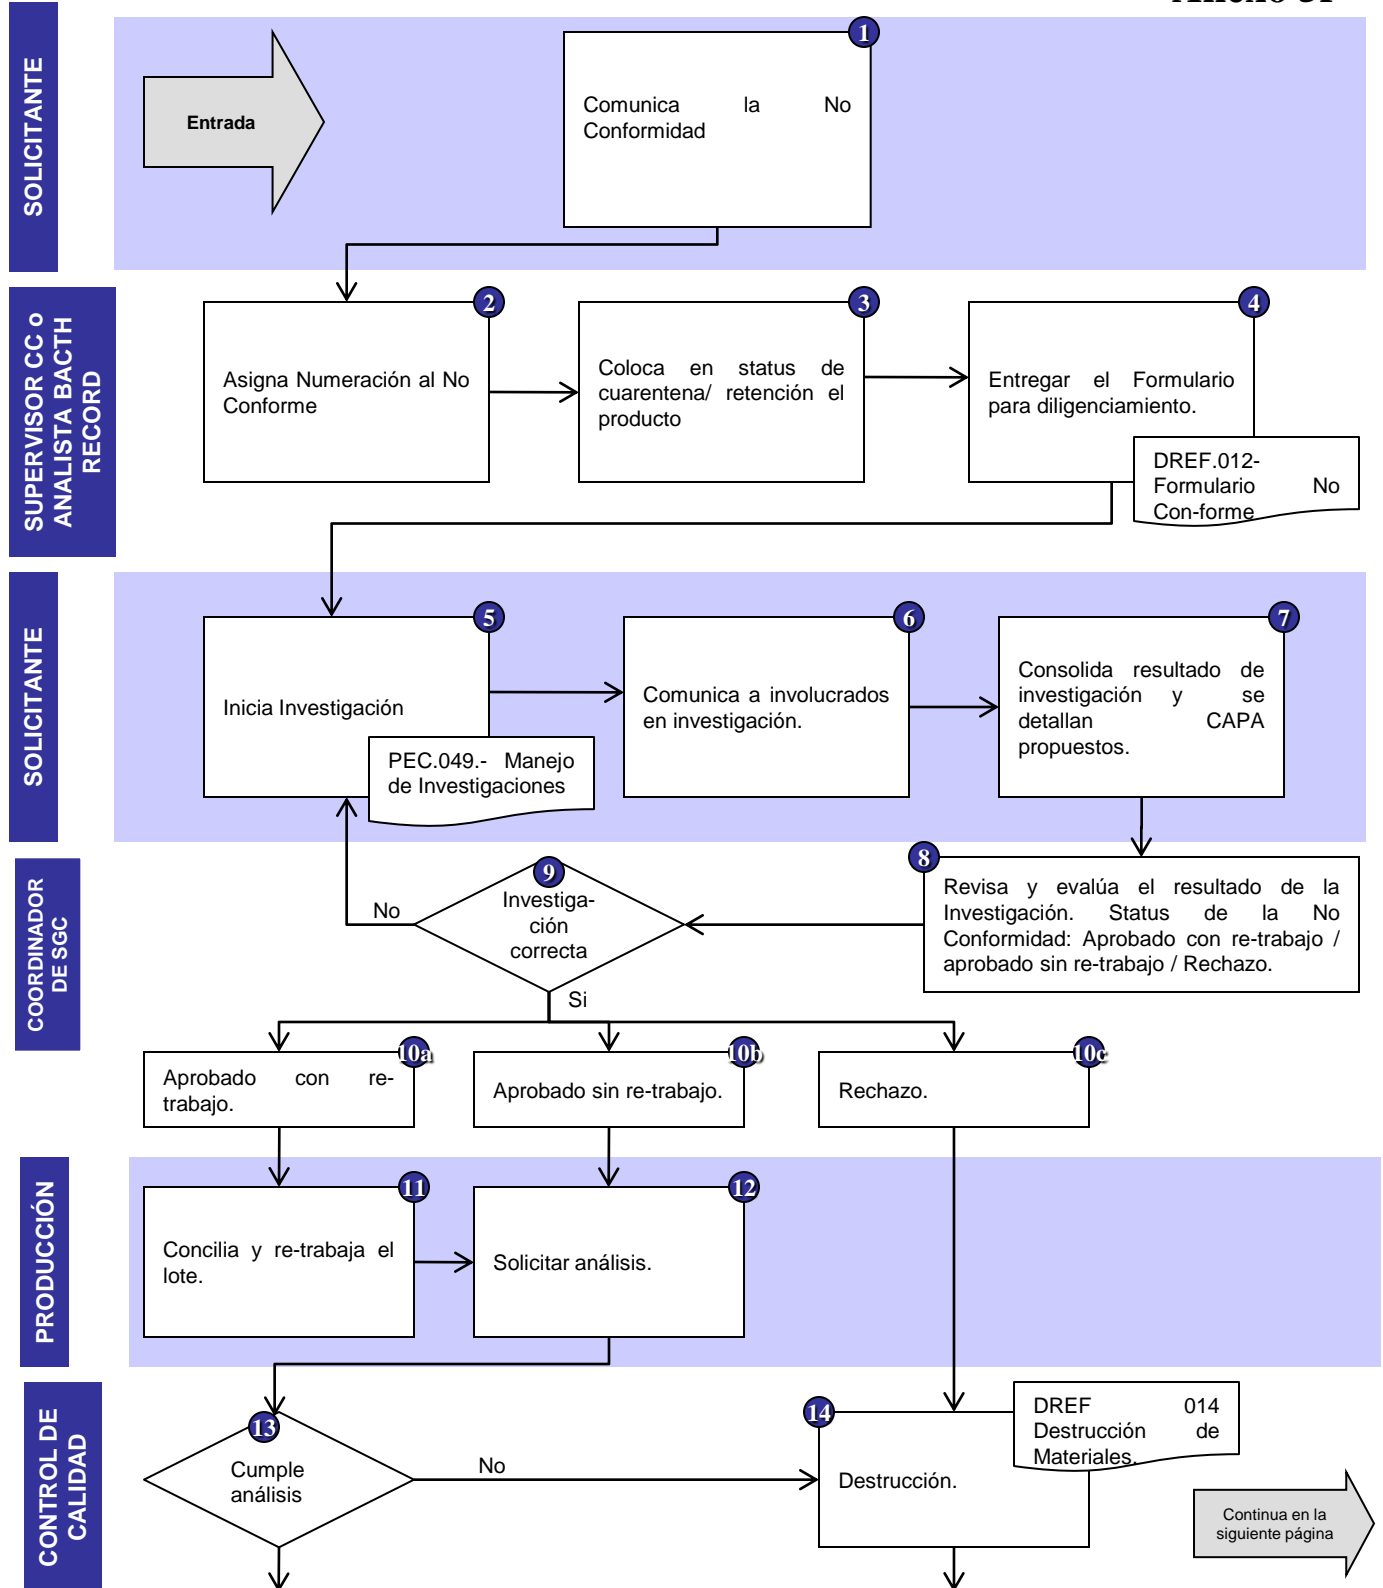 SOLICITANTE
Entrada
1
Comunica la No
Conformidad
SUPERVISOR CC o
ANALISTA BACTH
RECORD
2
Asigna Numeración al No
Conforme
3
Coloca en status de
cuarentena/ retención el
producto
4
Entregar el Formulario
para diligenciamiento.
DREF.012-
Formulario No
Con-forme
SOLICITANTE
5
Inicia Investigación
PEC.049.- Manejo
de Investigaciones
6
Comunica a involucrados
en investigación.
7
Consolida resultado de
investigación y se
detallan CAPA
propuestos.
COORDINADOR
DE SGC
8
Revisa y evalúa el resultado de la
Investigación. Status de la No
Conformidad: Aprobado con re-trabajo /
aprobado sin re-trabajo / Rechazo.
9
Investiga-
ción
correcta
No
Si
10a
Aprobado con re-
trabajo.
10b
Aprobado sin re-trabajo.
10c
Rechazo.
PRODUCCIÓN
11
Concilia y re-trabaja el
lote.
12
Solicitar análisis.
CONTROL DE
CALIDAD
13
Cumple
análisis
No
14
Destrucción.
DREF 014
Destrucción de
Materiales.
Continua en la
siguiente página